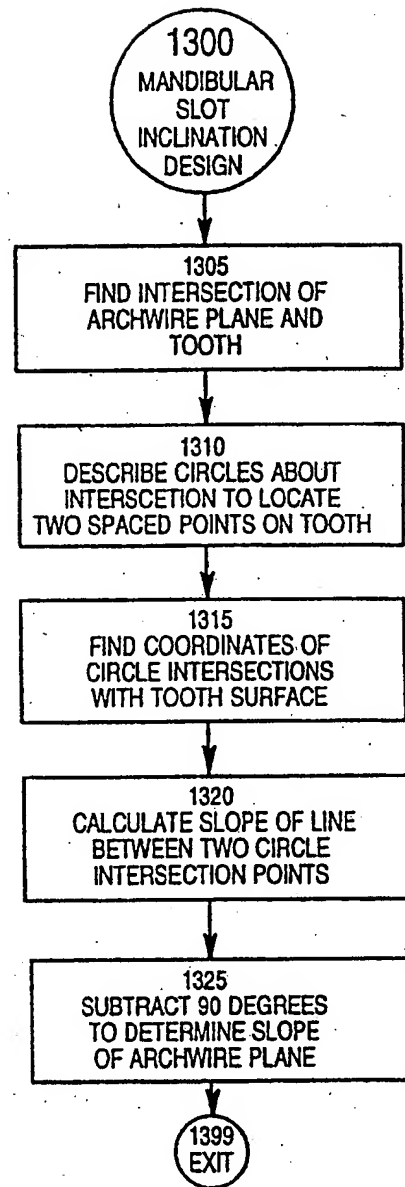 1300
MANDIBULAR
SLOT
INCLINATION
DESIGN
1305
FIND INTERSECTION OF
ARCHWIRE PLANE AND
TOOTH
1310
DESCRIBE CIRCLES ABOUT
INTERSCETION TO LOCATE
TWO SPACED POINTS ON TOOTH
1315
FIND COORDINATES OF
CIRCLE INTERSECTIONS
WITH TOOTH SURFACE
1320
CALCULATE SLOPE OF LINE
BETWEEN TWO CIRCLE
INTERSECTION POINTS
1325
SUBTRACT 90 DEGREES
TO DETERMINE SLOPE
OF ARCHWIRE PLANE
1399
EXIT